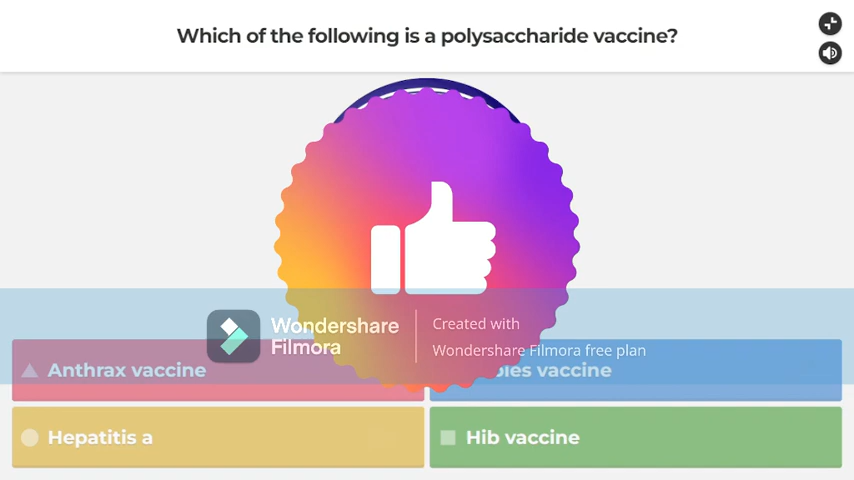 Which of the following is a polysaccharide vaccine?
Wondershare
Filmora
Created with
Wondershare Filmora free plan
Anthrax vaccine
vaccine
Hepatitis a
Hib vaccine